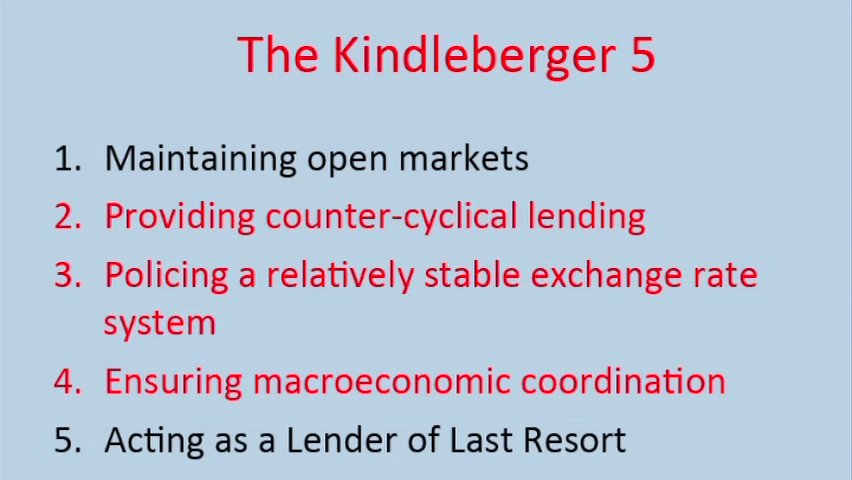 The Kindleberger 5
1. Maintaining open markets
2. Providing counter-cyclical lending
3. Policing a relatively stable exchange rate
system
4. Ensuring macroeconomic coordination
5. Acting as a Lender of Last Resort